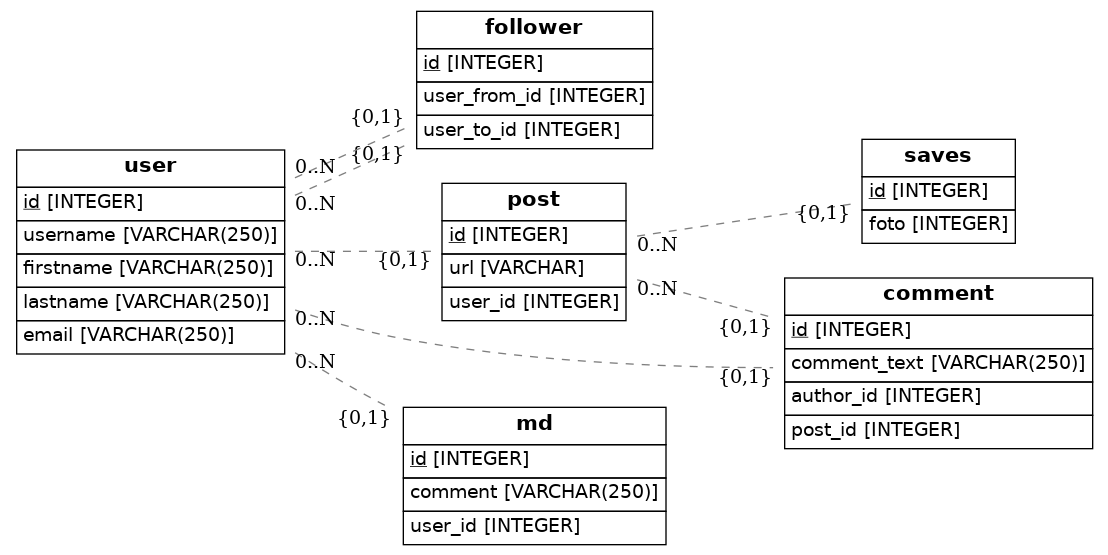 follower
id [INTEGER]
user_from_id [INTEGER]
user_to_id [INTEGER]
{0,1}
{0,1}
0..N
0..N
user
id [INTEGER]
username [VARCHAR(250)]
firstname [VARCHAR(250)]
lastname [VARCHAR(250)]
email [VARCHAR(250)]
0..N
{0,1}
0..N
{0,1}
0..N
{0,1}
post
id [INTEGER]
url [VARCHAR]
user_id [INTEGER]
0..N
{0,1}
0..N
{0,1}
saves
id [INTEGER]
foto [INTEGER]
comment
id [INTEGER]
comment_text [VARCHAR(250)]
author_id [INTEGER]
post_id [INTEGER]
md
id [INTEGER]
comment [VARCHAR(250)]
user_id [INTEGER]